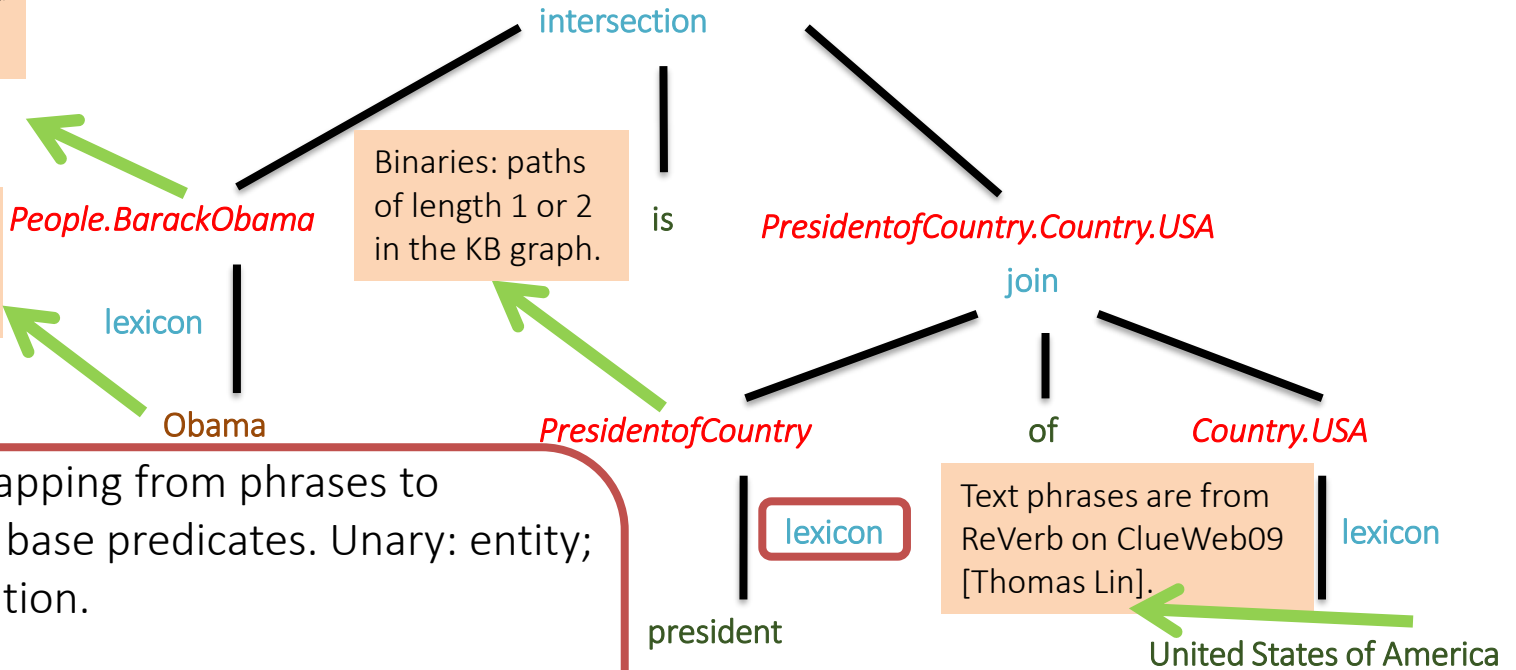 intersection
Binaries: paths
of length 1 or 2
in the KB graph.
People.BarackObama
is
PresidentofCountry.Country.USA
join
lexicon
Obama
PresidentofCountry
of
Country.USA
apping from phrases to
base predicates. Unary: entity;
tion.
lexicon
Text phrases are from
ReVerb on ClueWeb09
[Thomas Lin].
lexicon
president
United States of America